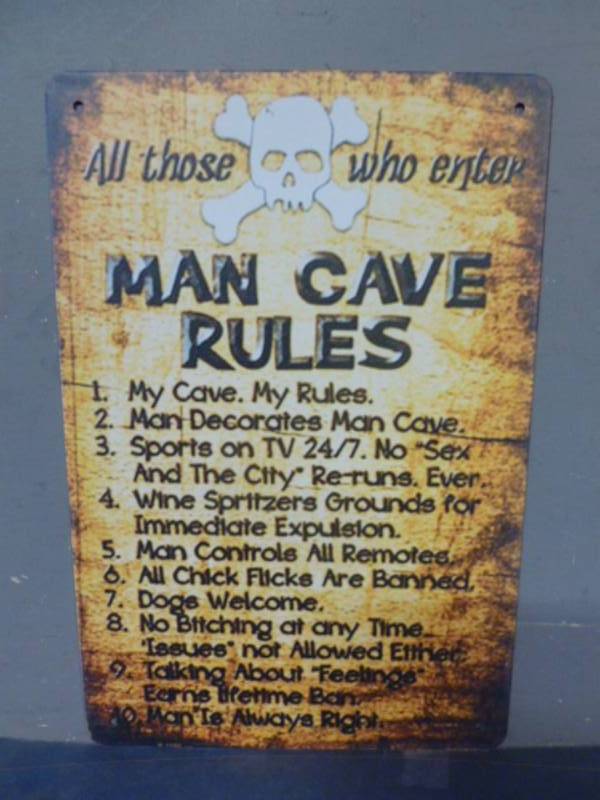 All those who enter
MAN CAVE
RULES
1. My Cave. My Rules.
2. Man Decorates Man Cave.
3. Sports on TV 24/7. No "Sex
And The City" Re-runs. Ever.
4. Wine Spritzers Grounds for
Immediate Expulsion.
5. Man Controls All Remotes.
6. All Chick Flicks Are Banned.
7. Dogs Welcome.
8. No Bitching at any Time.
"Issues" not Allowed Either.
9. Talking About "Feelings"
Earns lifetime Ban.
10. Man Is Always Right.